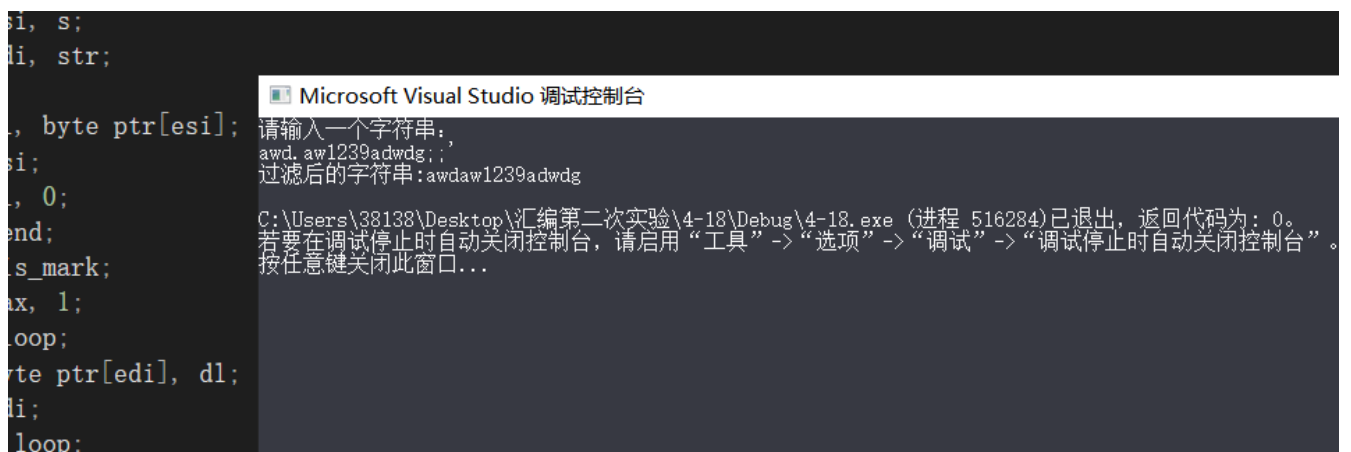 si, s;
di, str;
Microsoft Visual Studio 调试控制台
l, byte ptr[esi];
si;
l, 0;
end;
is_mark;
ax, 1;
loop;
yte ptr[edi], dl;
di;
loop;
请输入一个字符串:
awd.aw1239adwdg;;'
过滤后的字符串:awdaw1239adwdg
C:\Users\38138\Desktop\汇编第二次实验\4-18\Debug\4-18.exe (进程 516284)已退出，返回代码为: 0。
若要在调试停止时自动关闭控制台，请启用“工具”->“选项”->“调试”->“调试停止时自动关闭控制台”。
按任意键关闭此窗口...